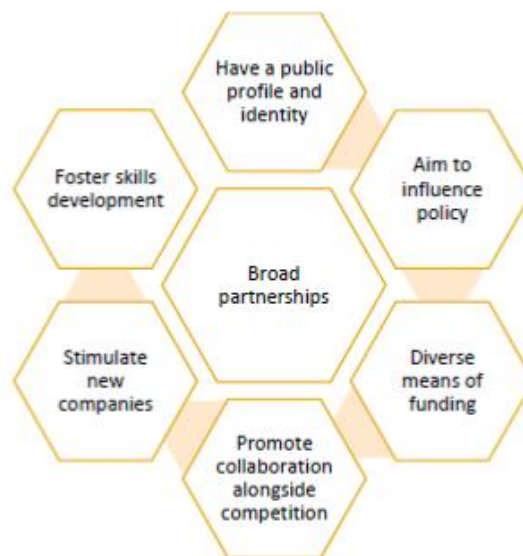 Have a public
profile and
identity
Aim to
influence
policy
Foster skills
development
Broad
partnerships
Stimulate
new
companies
Diverse
means of
funding
Promote
collaboration
alongside
competition